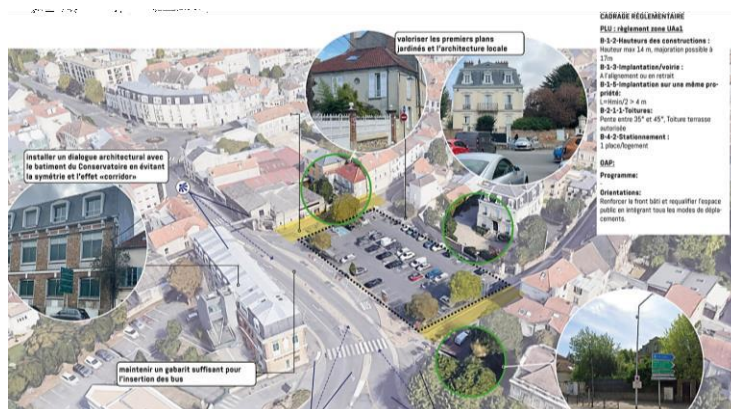 valoriser les premiers plans
jardinés et l'architecture locale
installer un dialogue architectural avec
le batiment du Conservatoire en évitant
la symétrie et l'effet «corridor»
maintenir un gabarit suffisant pour
l'insertion des bus
CADRAGE RÉGLEMENTAIRE
PLU : règlement zone UAa1
B-1-2-Hauteurs des constructions :
Hauteur max 14 m, majoration possible à
17m
B-1-3-Implantation/voirie :
A l'alignement ou en retrait
B-1-5-Implantation sur une même pro-
priété:
L=Hmin/2 > 4 m
B-2-1-1-Toitures:
Pente entre 35° et 45°, Toiture terrasse
autorisée
B-4-2-Stationnement :
1 place/logement
OAP:
Programme:
Orientations:
Renforcer le front bâti et requalifier l'espace
public en intégrant tous les modes de dépla-
cements.